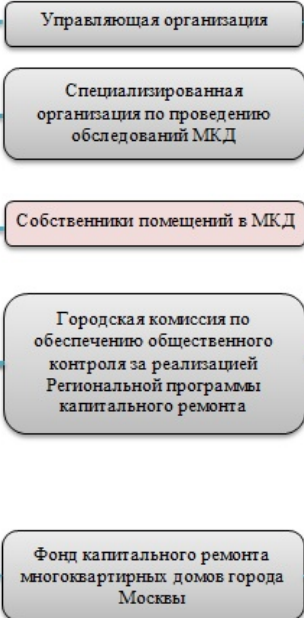 Управляющая организация
Специализированная
организация по проведению
обследований МКД
Собственники помещений в МКД
Городская комиссия по
обеспечению общественного
контроля за реализацией
Региональной программы
капитального ремонта
Фонд капитального ремонта
многоквартирных домов города
Москвы